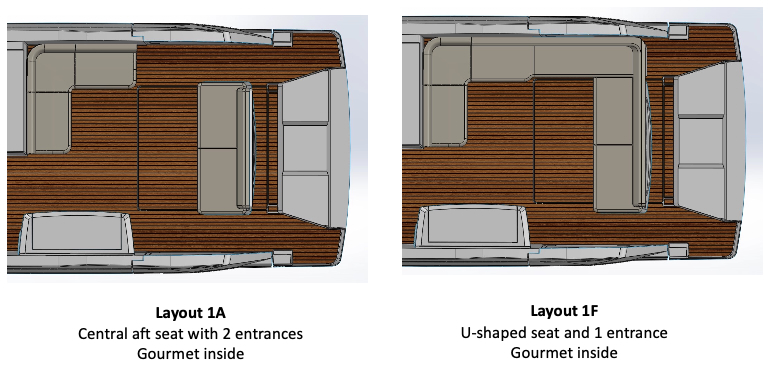 Layout 1A
Central aft seat with 2 entrances
Gourmet inside
Layout 1F
U-shaped seat and 1 entrance
Gourmet inside